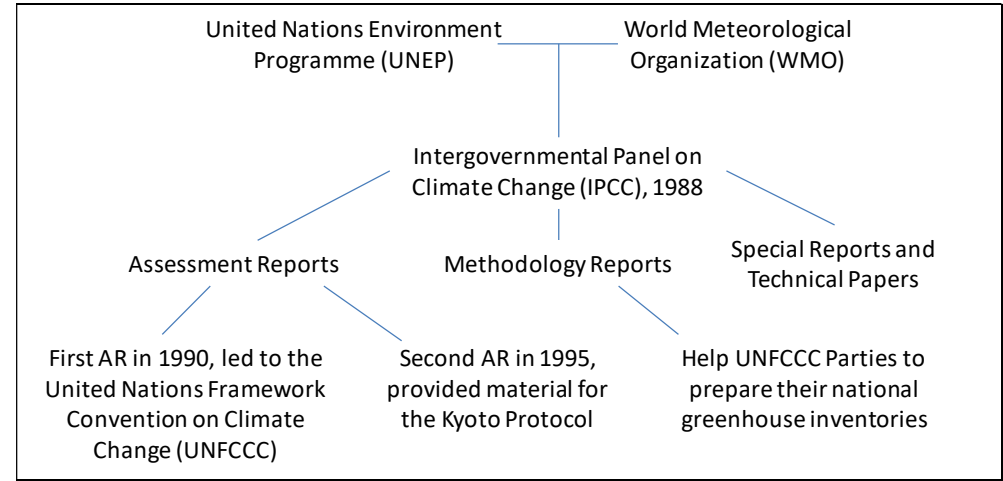 United Nations Environment
Programme (UNEP)
World Meteorological
Organization (WMO)
Intergovernmental Panel on
Climate Change (IPCC), 1988
Assessment Reports
Methodology Reports
Special Reports and
Technical Papers
First AR in 1990, led to the
United Nations Framework
Convention on Climate
Change (UNFCCC)
Second AR in 1995,
provided material for
the Kyoto Protocol
Help UNFCCC Parties to
prepare their national
greenhouse inventories